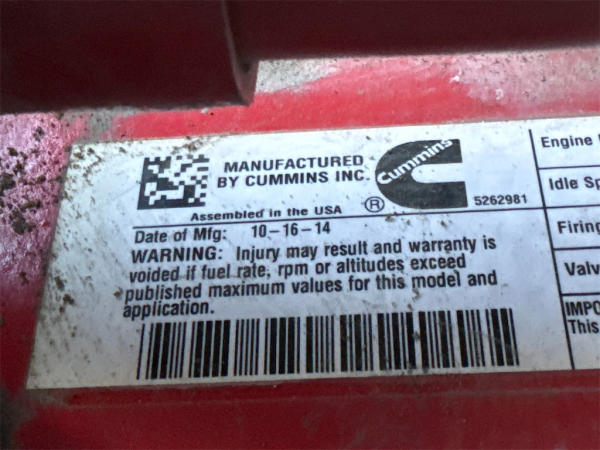 MANUFACTURED
BY CUMMINS INC.
Cummins
®
5262981
Assembled in the USA
Date of Mfg: 10-16-14
WARNING: Injury may result and warranty is
voided if fuel rate, rpm or altitudes exceed
published maximum values for this model and
application.
Engine
Idle Sp
Firing
Valv
IMPO
This